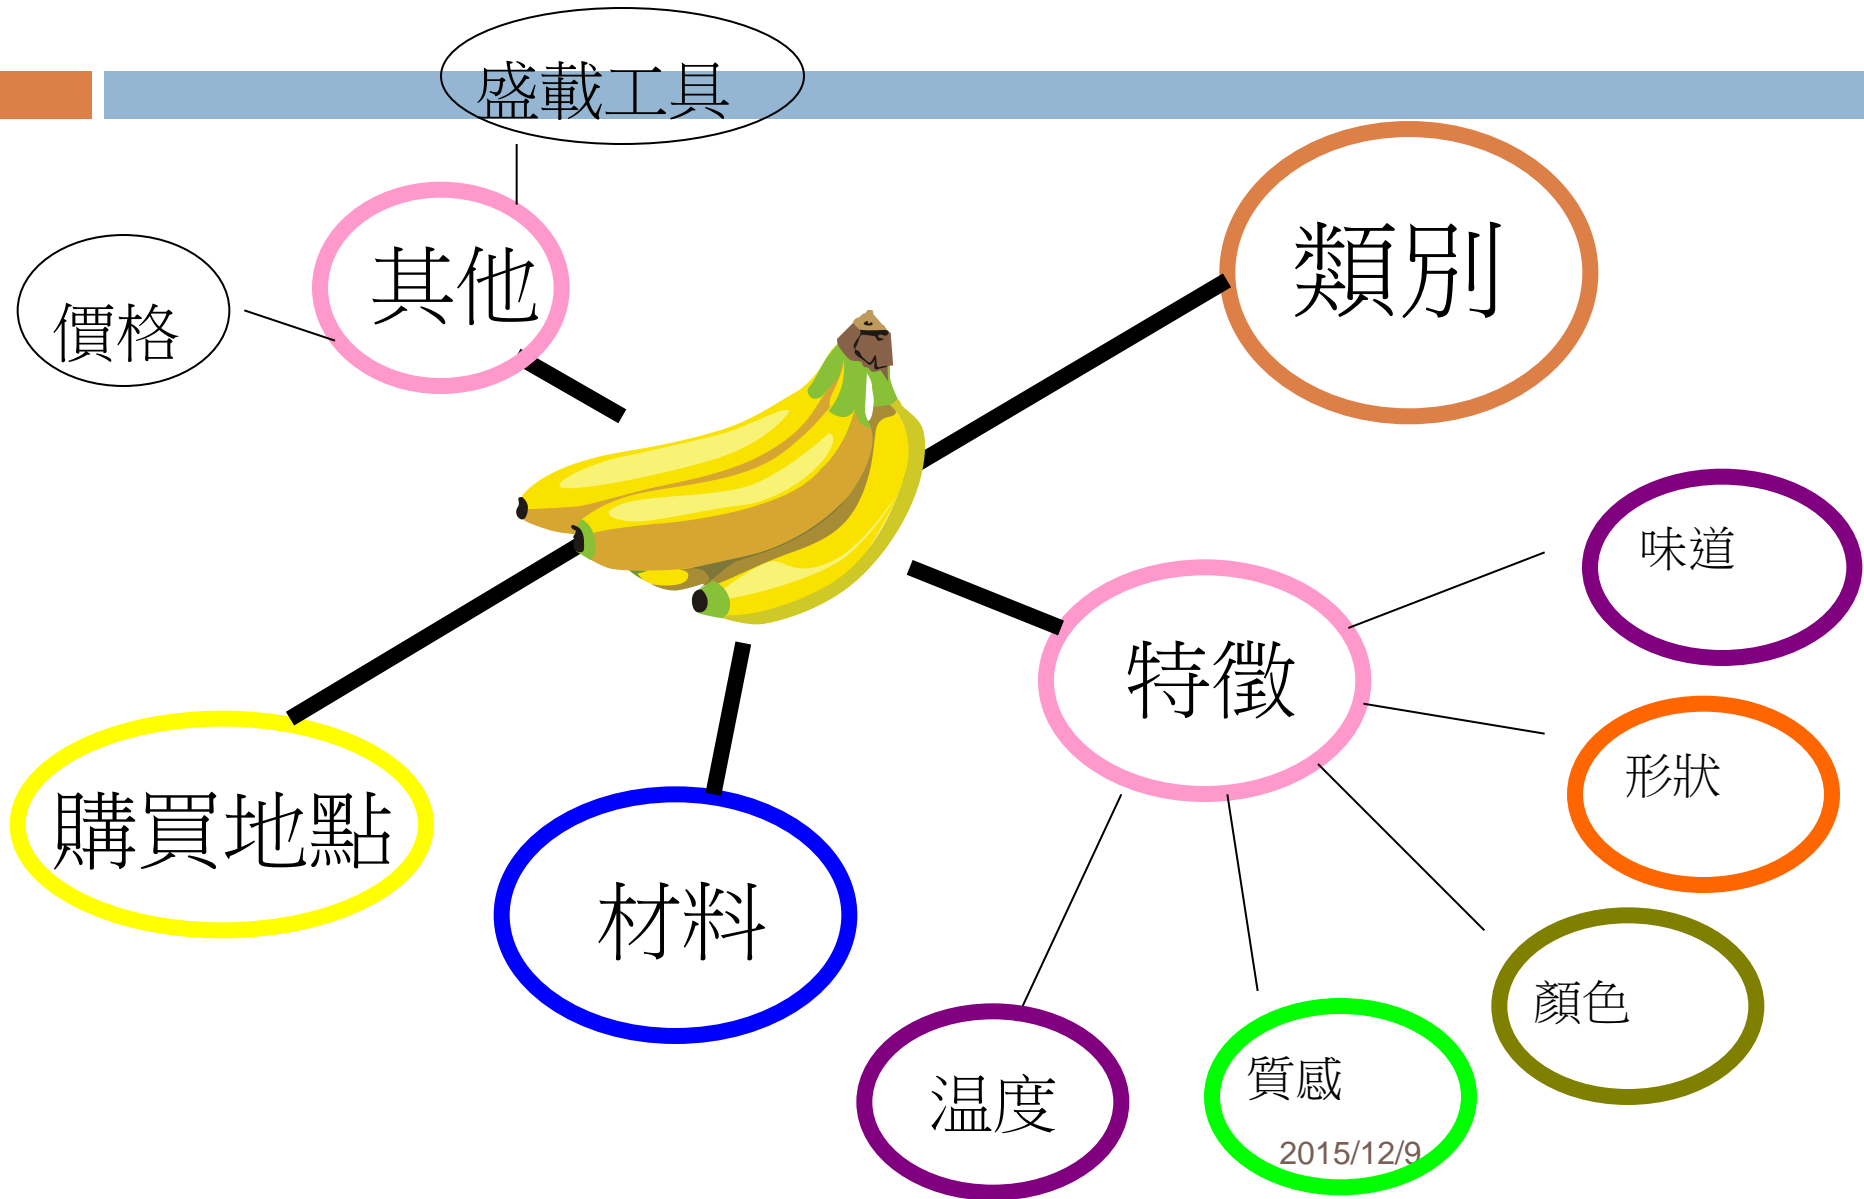 盛載工具
其他
類別
價格
味道
特徵
形狀
購買地點
材料
顏色
温度
質感
2015/12/9